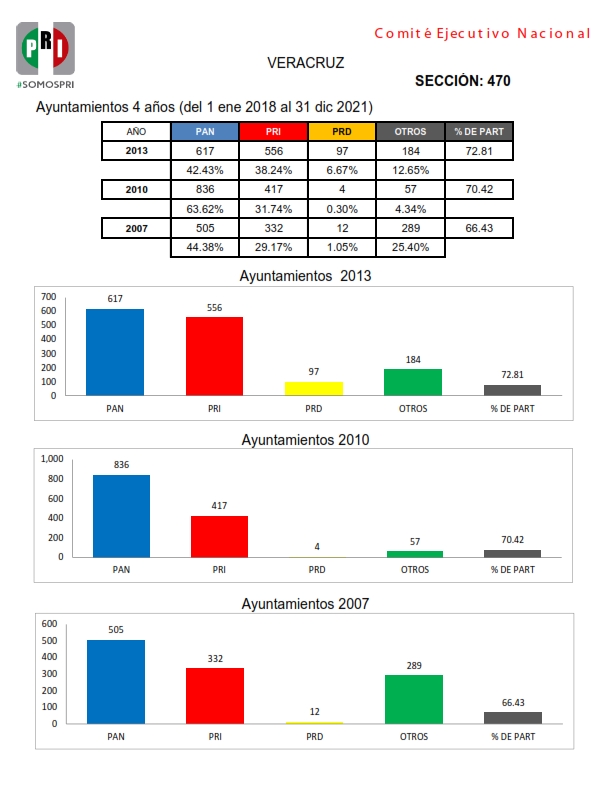 PRI
#SOMOSPRI
Comité Ejecutivo Nacional
VERACRUZ
SECCIÓN: 470
Ayuntamientos 4 años (del 1 ene 2018 al 31 dic 2021)
AÑO PAN PRI PRD OTROS % DE PART
2013 617 556 97 184 72.81
42.43% 38.24% 6.67% 12.65%
2010 836 417 4 57 70.42
63.62% 31.74% 0.30% 4.34%
2007 505 332 12 289 66.43
44.38% 29.17% 1.05% 25.40%
Ayuntamientos 2013
700
600
500
400
300
200
100
0
617 556 97 184 72.81
PAN PRI PRD OTROS % DE PART
Ayuntamientos 2010
1,000
800
600
400
200
0
836 417 4 57 70.42
PAN PRI PRD OTROS % DE PART
Ayuntamientos 2007
600
500
400
300
200
100
0
505 332 12 289 66.43
PAN PRI PRD OTROS % DE PART